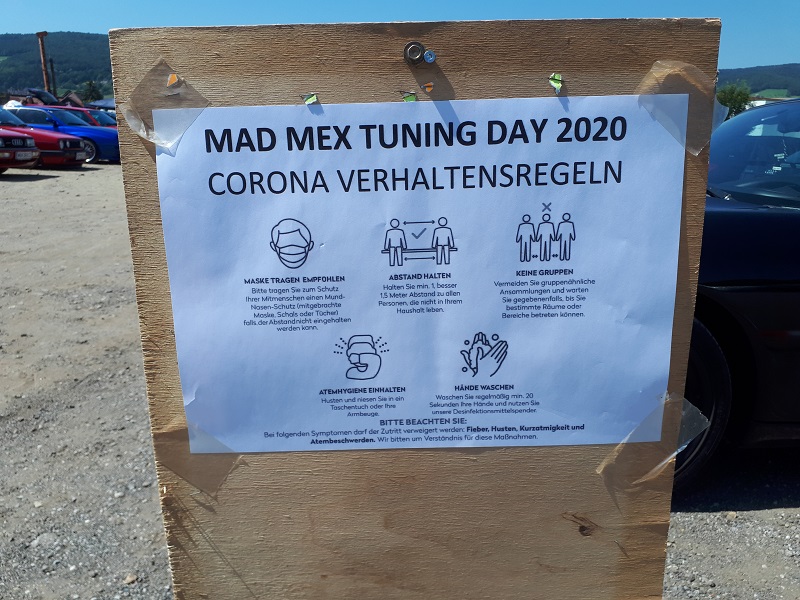 MAD MEX TUNING DAY 2020
CORONA VERHALTENSREGELN
MASKE TRAGEN EMPFOHLEN
Bitte tragen Sie zum Schutz
Ihrer Mitmenschen einen Mund-
Nasen-Schutz (mitgebrachte
Maske, Schals oder Tücher)
falls der Abstand nicht eingehalten
werden kann.
ABSTAND HALTEN
Halten Sie min. 1, besser
1,5 Meter Abstand zu allen
Personen, die nicht in Ihrem
Haushalt leben.
KEINE GRUPPEN
Vermeiden Sie gruppenähnliche
Ansammlungen und warten
Sie gegebenenfalls, bis Sie
bestimmte Räume oder
Bereiche betreten können.
ATEMHYGIENE EINHALTEN
Husten und niesen Sie in ein
Taschentuch oder Ihre
Armbeuge.
HÄNDE WASCHEN
Waschen Sie regelmäßig min. 20
Sekunden Ihre Hände und nutzen Sie
unsere Desinfektionsmittelspender.
BITTE BEACHTEN SIE:
Bei folgenden Symptomen darf der Zutritt verweigert werden: Fieber, Husten, Kurzatmigkeit und
Atembeschwerden. Wir bitten um Verständnis für diese Maßnahmen.